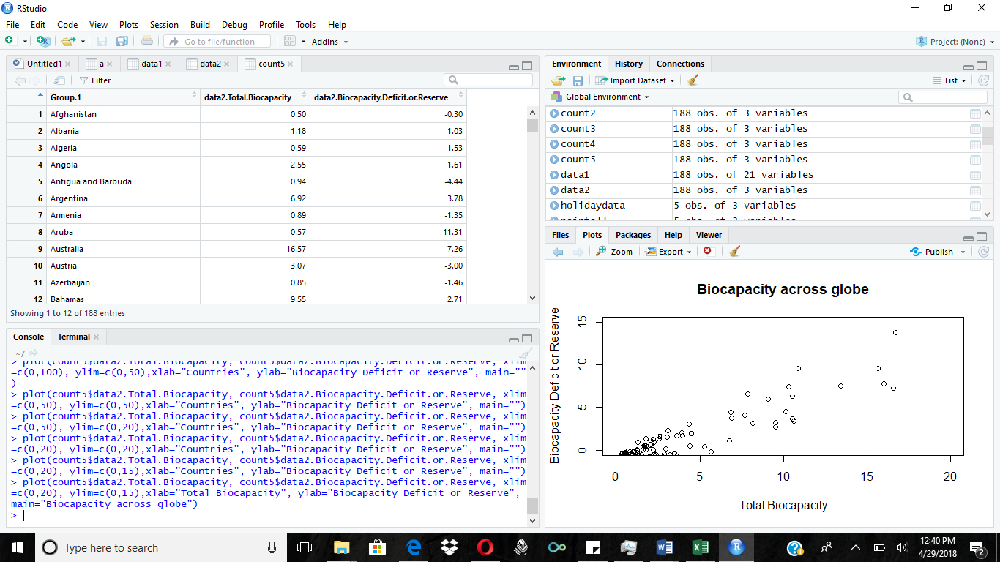 RStudio
File Edit Code View Plots Session Build Debug Profile Tools Help
Go to file/function Addins Project: (None)
Untitled1 a data1 data2 count5
Filter
Group.1 data2.Total.Biocapacity data2.Biocapacity.Deficit.or.Reserve
1 Afghanistan 0.50 -0.30
2 Albania 1.18 -1.03
3 Algeria 0.59 -1.53
4 Angola 2.55 1.61
5 Antigua and Barbuda 0.94 -4.44
6 Argentina 6.92 3.78
7 Armenia 0.89 -1.35
8 Aruba 0.57 -11.31
9 Australia 16.57 7.26
10 Austria 3.07 -3.00
11 Azerbaijan 0.85 -1.46
12 Bahamas 9.55 2.71
Showing 1 to 12 of 188 entries
Console Terminal
~/
> plot(count5$data2.Total.Biocapacity, count5$data2.Biocapacity.Deficit.or.Reserve, xlim
=c(0,100), ylim=c(0,50),xlab="Countries", ylab="Biocapacity Deficit or Reserve", main=""
)
> plot(count5$data2.Total.Biocapacity, count5$data2.Biocapacity.Deficit.or.Reserve, xlim
=c(0,50), ylim=c(0,50),xlab="Countries", ylab="Biocapacity Deficit or Reserve", main="")
> plot(count5$data2.Total.Biocapacity, count5$data2.Biocapacity.Deficit.or.Reserve, xlim
=c(0,50), ylim=c(0,20),xlab="Countries", ylab="Biocapacity Deficit or Reserve", main="")
> plot(count5$data2.Total.Biocapacity, count5$data2.Biocapacity.Deficit.or.Reserve, xlim
=c(0,20), ylim=c(0,20),xlab="Countries", ylab="Biocapacity Deficit or Reserve", main="")
> plot(count5$data2.Total.Biocapacity, count5$data2.Biocapacity.Deficit.or.Reserve, xlim
=c(0,20), ylim=c(0,15),xlab="Countries", ylab="Biocapacity Deficit or Reserve", main="")
> plot(count5$data2.Total.Biocapacity, count5$data2.Biocapacity.Deficit.or.Reserve, xlim
=c(0,20), ylim=c(0,15),xlab="Total Biocapacity", ylab="Biocapacity Deficit or Reserve",
main="Biocapacity across globe")
>
Environment History Connections
Import Dataset List
Global Environment
count2 188 obs. of 3 variables
count3 188 obs. of 3 variables
count4 188 obs. of 3 variables
count5 188 obs. of 3 variables
data1 188 obs. of 21 variables
data2 188 obs. of 3 variables
holidaydata 5 obs. of 3 variables
rainfall 5 obs. of 3 variables
Files Plots Packages Help Viewer
Zoom Export Publish
Biocapacity across globe
Biocapacity Deficit or Reserve
15
10
5
0
0 5 10 15 20
Total Biocapacity
Type here to search
12:40 PM
4/29/2018
2